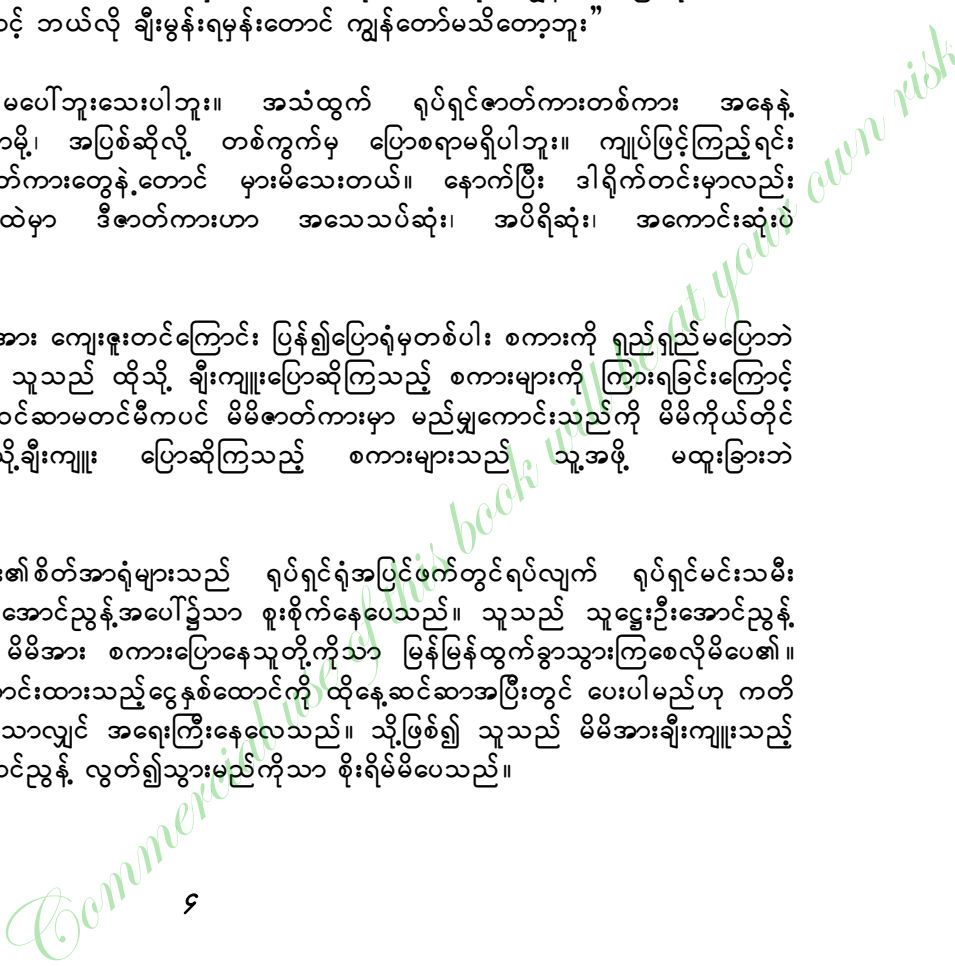 င့် ဘယ်လို ချီးမွန်းရမှန်းတောင် ကျွန်တော်မသိတော့ဘူး”
မပေါ်ဘူးသေးပါဘူး။ အသံထွက် ရုပ်ရှင်ဇာတ်ကားတစ်ကား အနေနဲ့
ာမို့၊ အပြစ်ဆိုလို့ တစ်ကွက်မှ ပြောစရာမရှိပါဘူး။ ကျုပ်ဖြင့်ကြည့်ရင်း
တ်ကားတွေနဲ့တောင် မှားမိသေးတယ်။ နောက်ပြီး ဒါရိုက်တင်းမှာလည်း
ထဲမှာ ဒီဇာတ်ကားဟာ အသေသပ်ဆုံး၊ အပိရိဆုံး၊ အကောင်းဆုံးပဲ
အား ကျေးဇူးတင်ကြောင်း ပြန်၍ပြောရုံမှတစ်ပါး စကားကို ရှည်ရှည်မပြောဘဲ
သူသည် ထိုသို့ ချီးကျူးပြောဆိုကြသည့် စကားများကို ကြားရခြင်းကြောင့်
ဝင်ဆာမတင်မီကပင် မိမိဇာတ်ကားမှာ မည်မျှကောင်းသည်ကို မိမိကိုယ်တိုင်
သို့ချီးကျူး ပြောဆိုကြသည့် စကားများသည် သူ့အဖို့ မထူးခြားဘဲ
၏စိတ်အာရုံများသည် ရုပ်ရှင်ရုံအပြင်ဖက်တွင်ရပ်လျက် ရုပ်ရှင်မင်းသမီး
အောင်ညွန့်အပေါ်၌သာ စူးစိုက်နေပေသည်။ သူသည် သူဌေးဦးအောင်ညွန့်
မိမိအား စကားပြောနေသူတို့ကိုသာ မြန်မြန်ထွက်ခွာသွားကြစေလိုမိပေ၏။
ာင်းထားသည့်ငွေနှစ်ထောင်ကို ထိုနေ့ဆင်ဆာအပြီးတွင် ပေးပါမည်ဟု ကတိ
သာလျှင် အရေးကြီးနေလေသည်။ သို့ဖြစ်၍ သူသည် မိမိအားချီးကျူးသည့်
ာင်ညွန့် လွတ်၍သွားမည်ကိုသာ စိုးရိမ်မိပေသည်။
၄
Commercial use of this book will be at your own risk